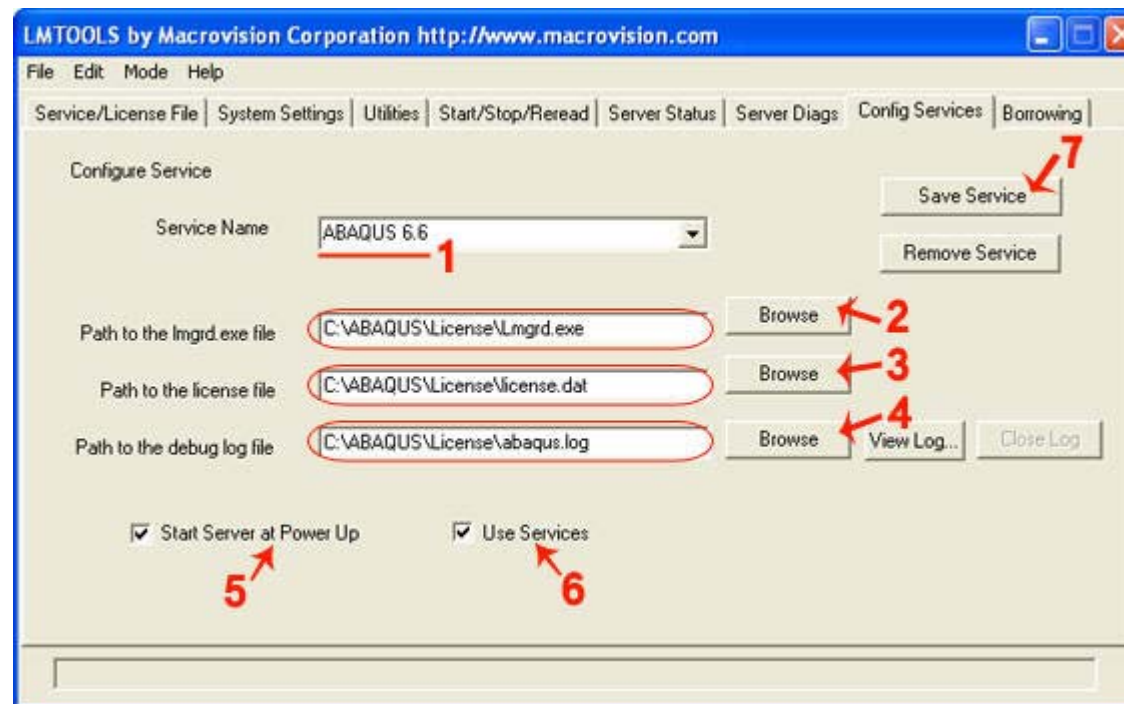 LMTOOLS by Macrovision Corporation http://www.macrovision.com
File Edit Mode Help
Service/License File System Settings Utilities Start/Stop/Reread Server Status Server Diags Config Services Borrowing
7
Configure Service
Save Service
Service Name ABAQUS 6.6
1
Remove Service
Path to the lmgrd.exe file C:\ABAQUS\License\Lmgrd.exe Browse 2
Path to the license file C:\ABAQUS\License\license.dat Browse 3
Path to the debug log file C:\ABAQUS\License\abaqus.log Browse 4 View Log... Close Log
Start Server at Power Up Use Services
5 6